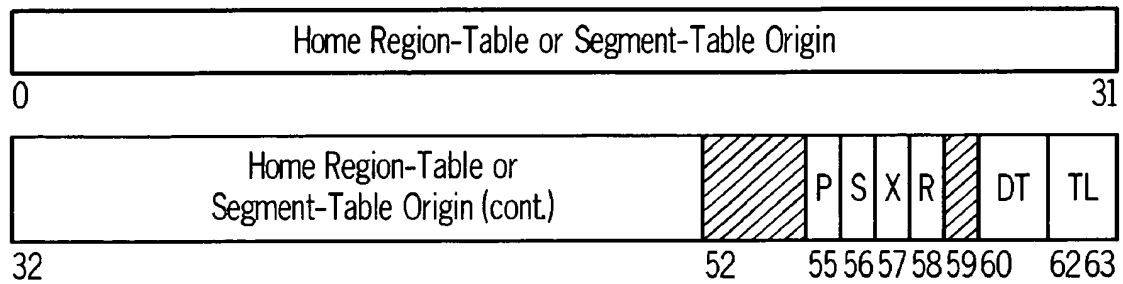 Home Region-Table or Segment-Table Origin
0 31
Home Region-Table or
Segment-Table Origin (cont.)
P S X R DT TL
32 52 55 56 57 58 59 60 62 63